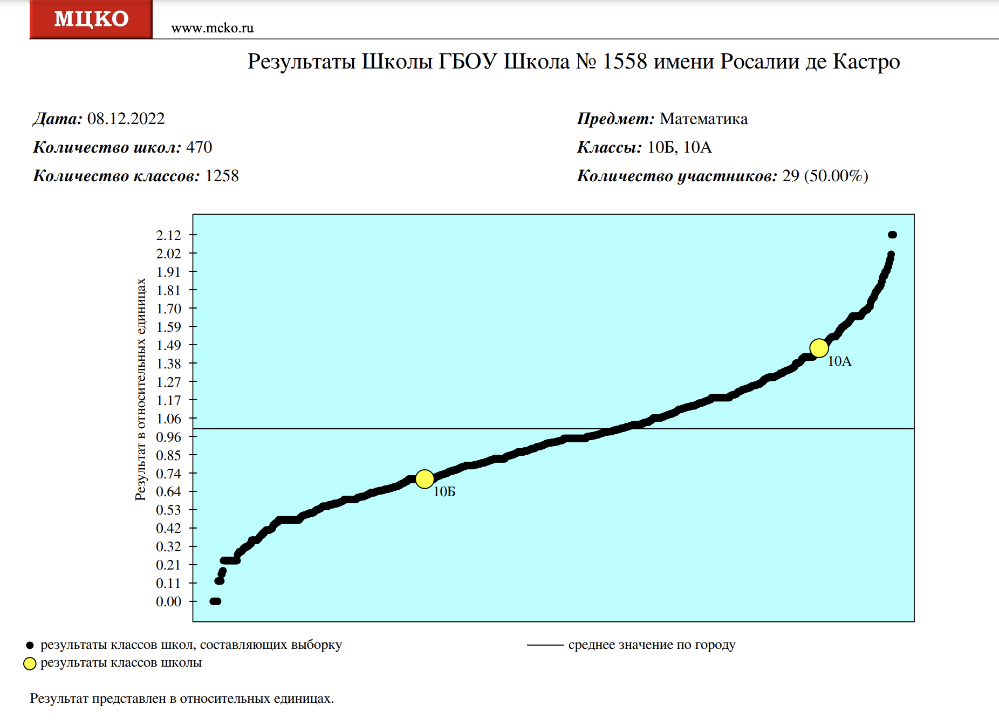 МЦКО
www.mcko.ru
Результаты Школы ГБОУ Школа № 1558 имени Росалии де Кастро
Дата: 08.12.2022
Предмет: Математика
Количество школ: 470
Классы: 10Б, 10А
Количество классов: 1258
Количество участников: 29 (50.00%)
Результат в относительных единицах
2.12
2.02
1.91
1.81
1.70
1.59
1.49
1.38
1.27
1.17
1.06
0.96
0.85
0.74
0.64
0.53
0.42
0.32
0.21
0.11
0.00
10А
10Б
результаты классов школ, составляющих выборку
среднее значение по городу
результаты классов школы
Результат представлен в относительных единицах.